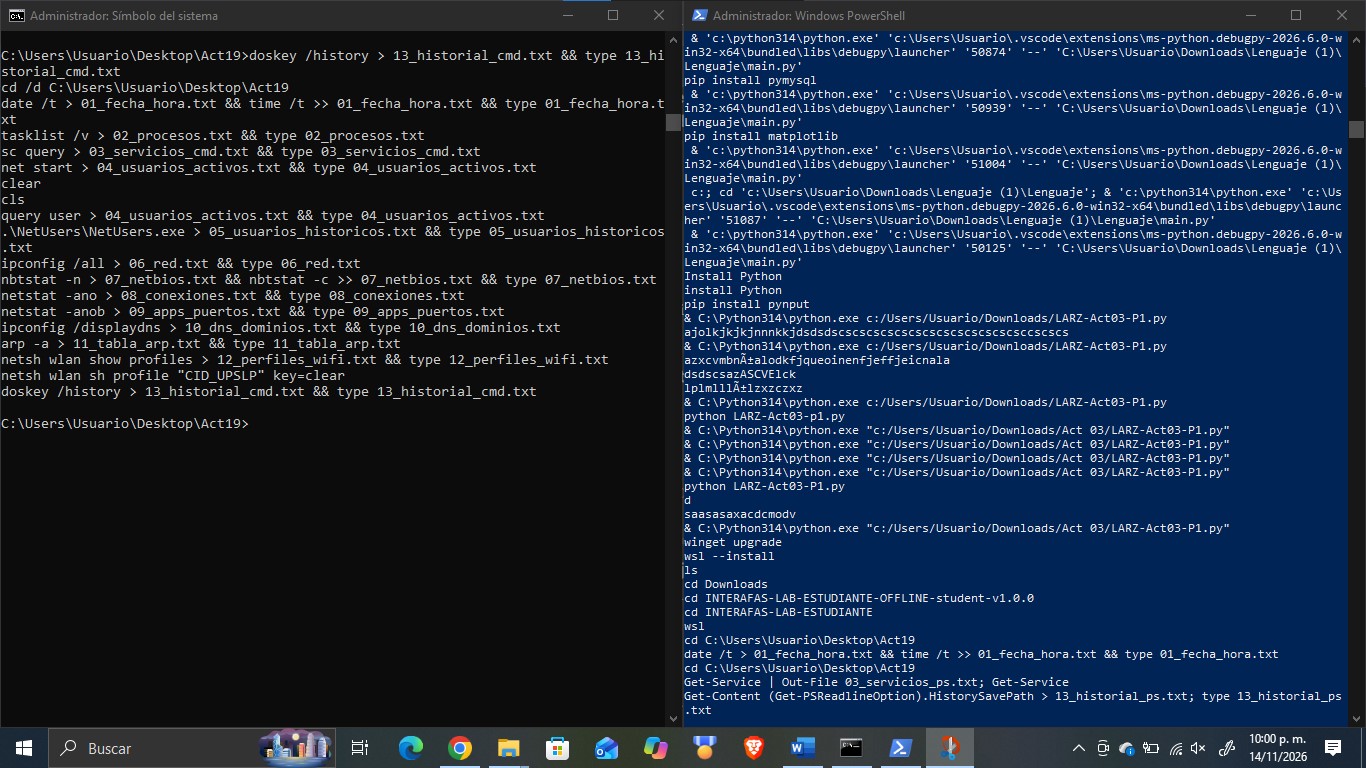 Administrador: Símbolo del sistema
C:\Users\Usuario\Desktop\Act19>doskey /history > 13_historial_cmd.txt && type 13_hi
storial_cmd.txt
cd /d C:\Users\Usuario\Desktop\Act19
date /t > 01_fecha_hora.txt && time /t >> 01_fecha_hora.txt && type 01_fecha_hora.t
xt
tasklist /v > 02_procesos.txt && type 02_procesos.txt
sc query > 03_servicios_cmd.txt && type 03_servicios_cmd.txt
net start > 04_usuarios_activos.txt && type 04_usuarios_activos.txt
clear
cls
query user > 04_usuarios_activos.txt && type 04_usuarios_activos.txt
.\NetUsers\NetUsers.exe > 05_usuarios_historicos.txt && type 05_usuarios_historicos
.txt
ipconfig /all > 06_red.txt && type 06_red.txt
nbtstat -n > 07_netbios.txt && nbtstat -c >> 07_netbios.txt && type 07_netbios.txt
netstat -ano > 08_conexiones.txt && type 08_conexiones.txt
netstat -anob > 09_apps_puertos.txt && type 09_apps_puertos.txt
ipconfig /displaydns > 10_dns_dominios.txt && type 10_dns_dominios.txt
arp -a > 11_tabla_arp.txt && type 11_tabla_arp.txt
netsh wlan show profiles > 12_perfiles_wifi.txt && type 12_perfiles_wifi.txt
netsh wlan sh profile "CID_UPSLP" key=clear
doskey /history > 13_historial_cmd.txt && type 13_historial_cmd.txt
C:\Users\Usuario\Desktop\Act19>
Administrador: Windows PowerShell
& 'c:\python314\python.exe' 'c:\Users\Usuario\.vscode\extensions\ms-python.debugpy-2026.6.0-w
in32-x64\bundled\libs\debugpy\launcher' '50874' '--' 'C:\Users\Usuario\Downloads\Lenguaje (1)\
Lenguaje\main.py'
pip install pymysql
& 'c:\python314\python.exe' 'c:\Users\Usuario\.vscode\extensions\ms-python.debugpy-2026.6.0-w
in32-x64\bundled\libs\debugpy\launcher' '50939' '--' 'C:\Users\Usuario\Downloads\Lenguaje (1)\
Lenguaje\main.py'
pip install matplotlib
& 'c:\python314\python.exe' 'c:\Users\Usuario\.vscode\extensions\ms-python.debugpy-2026.6.0-w
in32-x64\bundled\libs\debugpy\launcher' '51004' '--' 'C:\Users\Usuario\Downloads\Lenguaje (1)\
Lenguaje\main.py'
c:; cd 'c:\Users\Usuario\Downloads\Lenguaje (1)\Lenguaje'; & 'c:\python314\python.exe' 'c:\Us
ers\Usuario\.vscode\extensions\ms-python.debugpy-2026.6.0-win32-x64\bundled\libs\debugpy\launc
her' '51087' '--' 'C:\Users\Usuario\Downloads\Lenguaje (1)\Lenguaje\main.py'
& 'c:\python314\python.exe' 'c:\Users\Usuario\.vscode\extensions\ms-python.debugpy-2026.6.0-w
in32-x64\bundled\libs\debugpy\launcher' '50125' '--' 'C:\Users\Usuario\Downloads\Lenguaje (1)\
Lenguaje\main.py'
Install Python
install Python
pip install pynput
& C:\Python314\python.exe c:/Users/Usuario/Downloads/LARZ-Act03-P1.py
ajolkjkjkjnnnkkjdsdsdscscscscscscscscscscscscsccscscs
& C:\Python314\python.exe c:/Users/Usuario/Downloads/LARZ-Act03-P1.py
azxcvmbnÃ±alodkfjqueoinenfjeffjeicnala
dsdscsazASCVElck
lplmlllÃ±lzxzczxz
& C:\Python314\python.exe c:/Users/Usuario/Downloads/LARZ-Act03-P1.py
python LARZ-Act03-p1.py
& C:\Python314\python.exe "c:/Users/Usuario/Downloads/Act 03/LARZ-Act03-P1.py"
& C:\Python314\python.exe "c:/Users/Usuario/Downloads/Act 03/LARZ-Act03-P1.py"
& C:\Python314\python.exe "c:/Users/Usuario/Downloads/Act 03/LARZ-Act03-P1.py"
& C:\Python314\python.exe "c:/Users/Usuario/Downloads/Act 03/LARZ-Act03-P1.py"
python LARZ-Act03-P1.py
d
saasasaxacdcmodv
& C:\Python314\python.exe "c:/Users/Usuario/Downloads/Act 03/LARZ-Act03-P1.py"
winget upgrade
wsl --install
ls
cd Downloads
cd INTERAFAS-LAB-ESTUDIANTE-OFFLINE-student-v1.0.0
cd INTERAFAS-LAB-ESTUDIANTE
wsl
cd C:\Users\Usuario\Desktop\Act19
date /t > 01_fecha_hora.txt && time /t >> 01_fecha_hora.txt && type 01_fecha_hora.txt
cd C:\Users\Usuario\Desktop\Act19
Get-Service | Out-File 03_servicios_ps.txt; Get-Service
Get-Content (Get-PSReadlineOption).HistorySavePath > 13_historial_ps.txt; type 13_historial_ps
.txt
Buscar
10:00 p. m.
14/11/2026